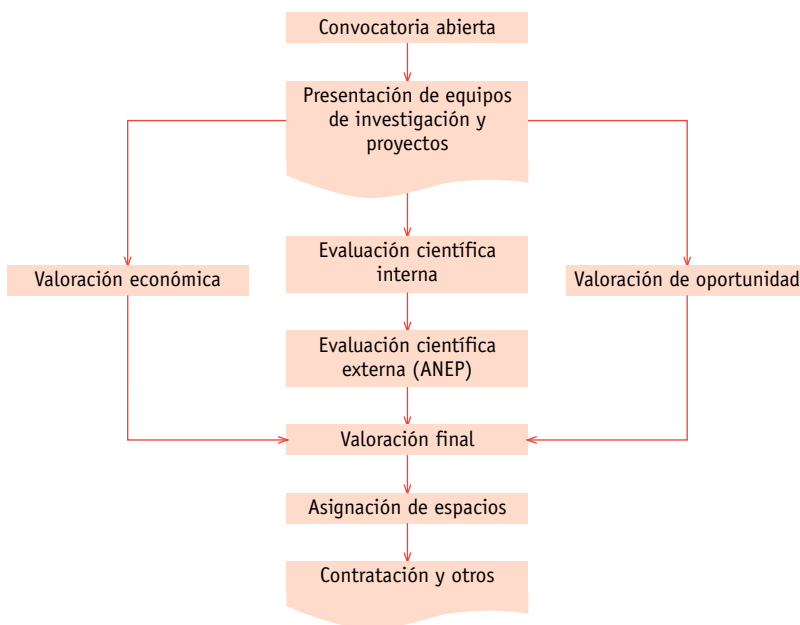 Convocatoria abierta
Presentación de equipos
de investigación y
proyectos
Evaluación científica
interna
Valoración económica
Valoración de oportunidad
Evaluación científica
externa (ANEP)
Valoración final
Asignación de espacios
Contratación y otros